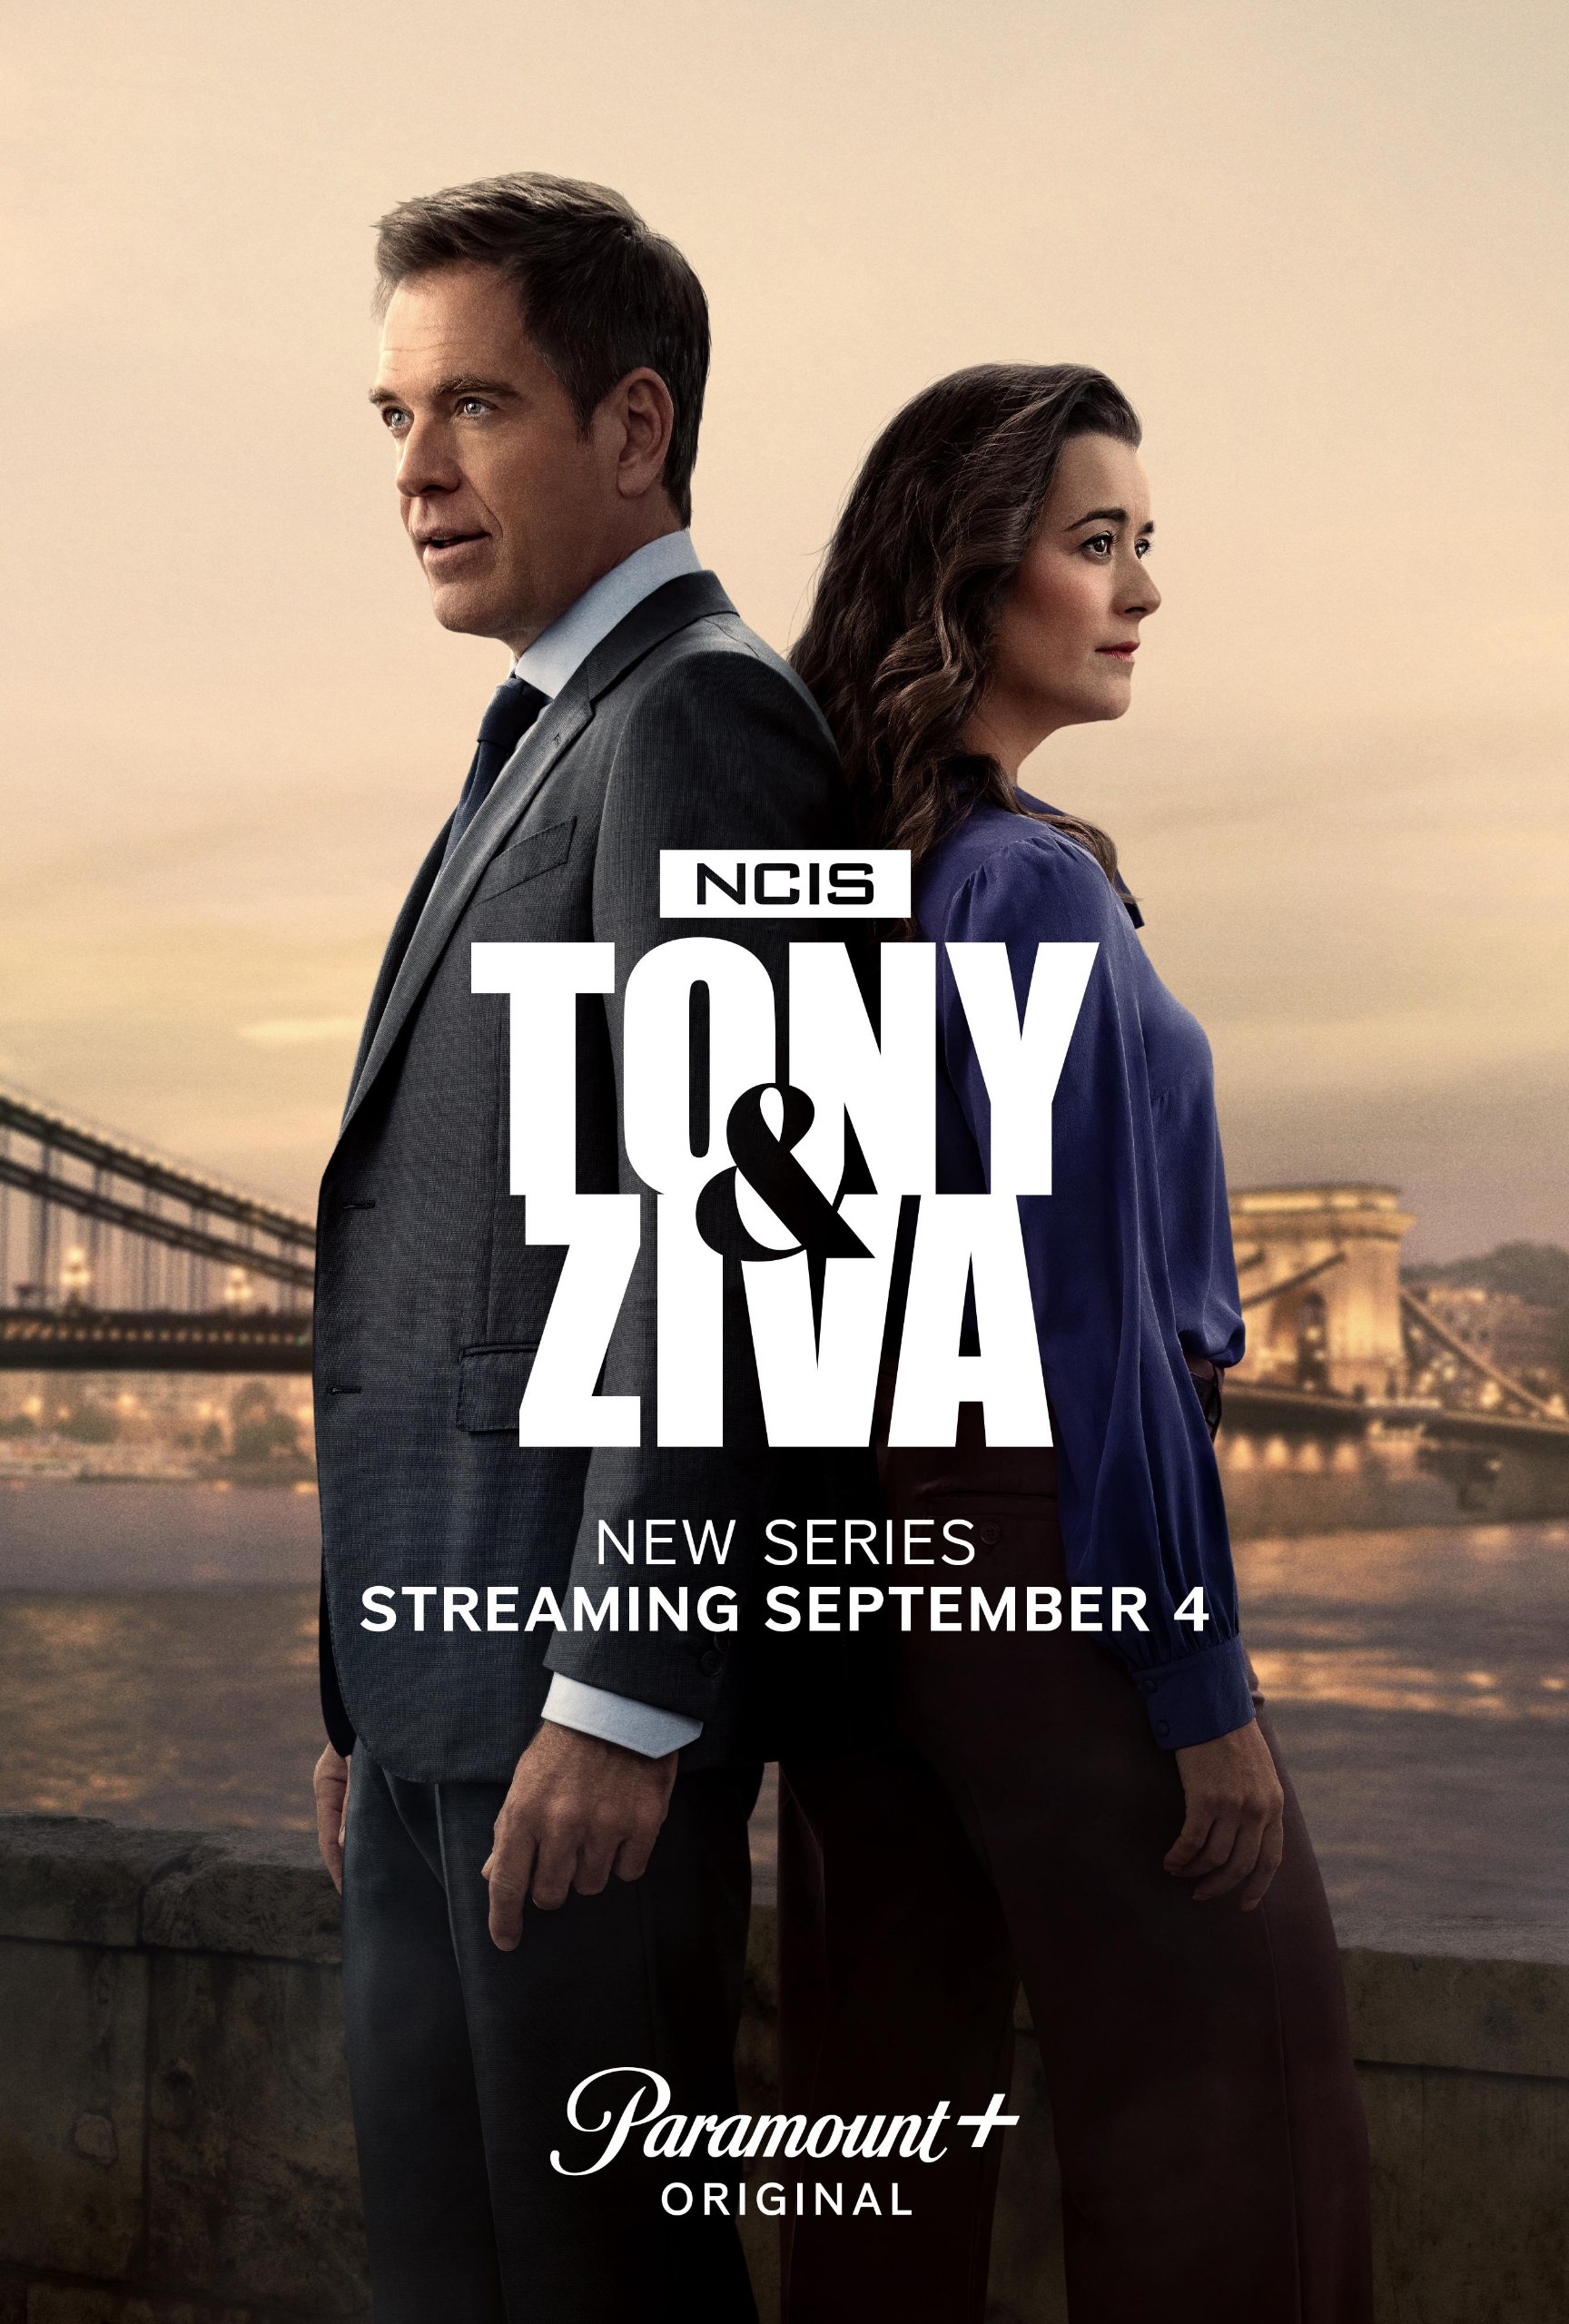 NCIS
TONY
&
ZIVA
NEW SERIES
STREAMING SEPTEMBER 4
Paramount+
ORIGINAL